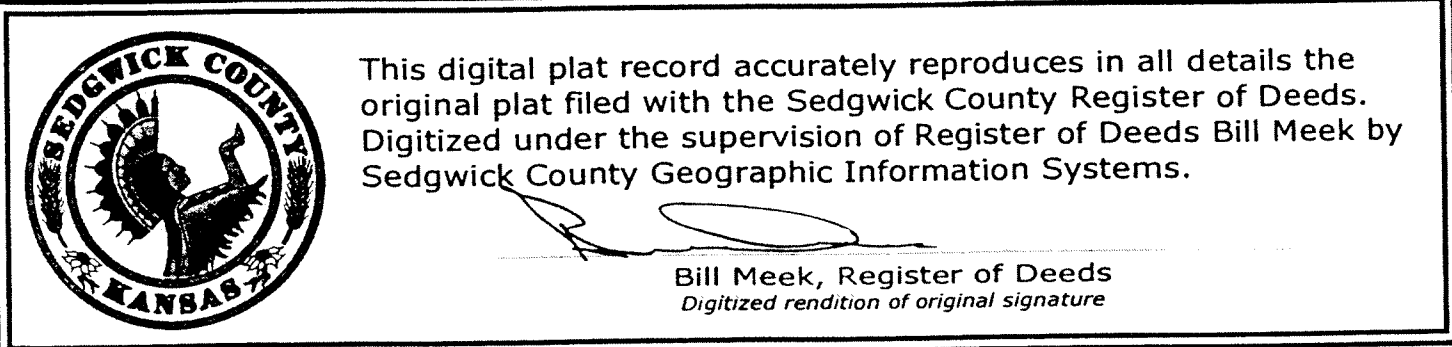 SEDGWICK COUNTY
KANSAS
This digital plat record accurately reproduces in all details the
original plat filed with the Sedgwick County Register of Deeds.
Digitized under the supervision of Register of Deeds Bill Meek by
Sedgwick County Geographic Information Systems.
Bill Meek, Register of Deeds
Digitized rendition of original signature